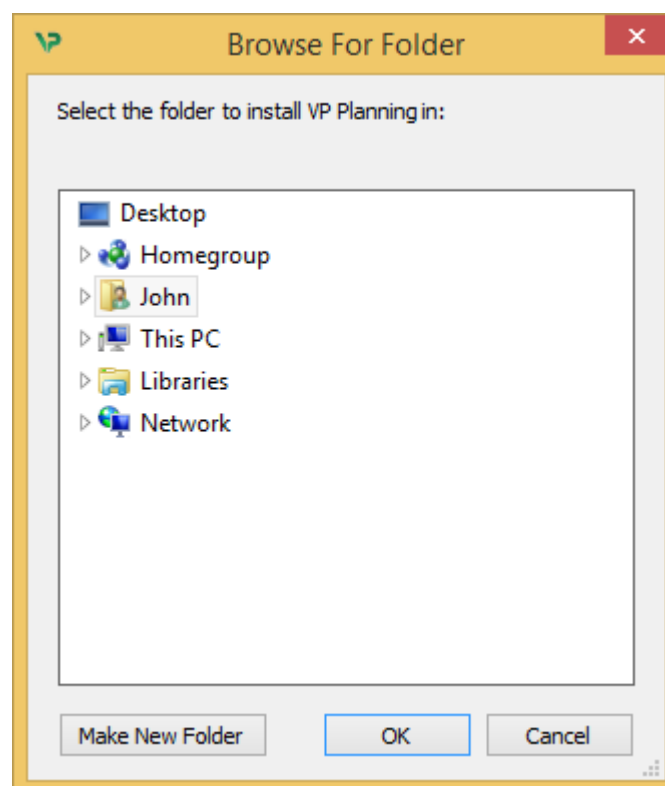 VP
Browse For Folder
Select the folder to install VP Planning in:
Desktop
Homegroup
John
This PC
Libraries
Network
Make New Folder
OK
Cancel